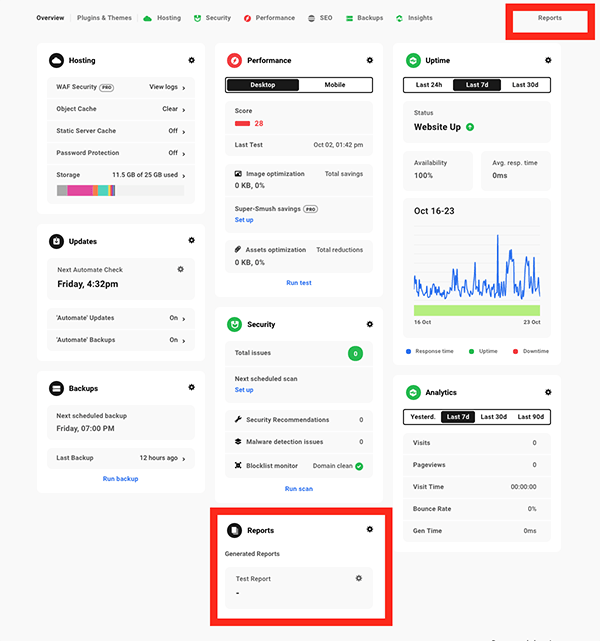 Overview Plugins & Themes Hosting Security Performance SEO Backups Insights Reports
Hosting
WAF Security PRO View logs
Object Cache Clear
Static Server Cache Off
Password Protection Off
Storage 11.5 GB of 25 GB used
Updates
Next Automate Check
Friday, 4:32pm
'Automate' Updates On
'Automate' Backups On
Backups
Next scheduled backup
Friday, 07:00 PM
Last Backup 12 hours ago
Run backup
Performance
Desktop Mobile
Score
28
Last Test Oct 02, 01:42 pm
Image optimization Total savings
0 KB, 0%
Super-Smush savings PRO
Set up
Assets optimization Total reductions
0 KB, 0%
Run test
Security
Total issues 0
Next scheduled scan
Set up
Security Recommendations 0
Malware detection issues 0
Blocklist monitor Domain clean
Run scan
Reports
Generated Reports
Test Report
-
Uptime
Last 24h Last 7d Last 30d
Status
Website Up
Availability Avg. resp. time
100% 0ms
Oct 16-23
16 Oct 23 Oct
Response time Uptime Downtime
Analytics
Yesterd. Last 7d Last 30d Last 90d
Visits 0
Pageviews 0
Visit Time 00:00:00
Bounce Rate 0%
Gen Time 0ms